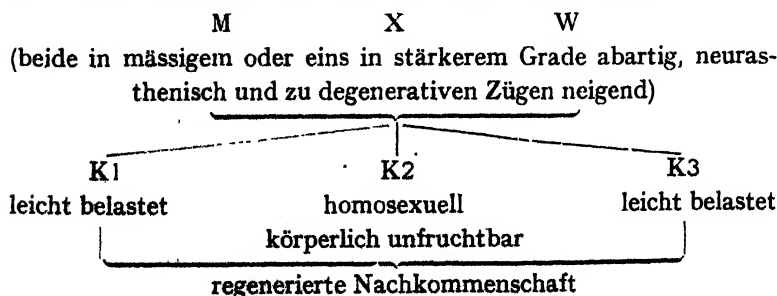 M X W
(beide in mässigem oder eins in stärkerem Grade abartig, neuras-
thenisch und zu degenerativen Zügen neigend)
K1 K2 K3
leicht belastet homosexuell leicht belastet
körperlich unfruchtbar
regenerierte Nachkommenschaft